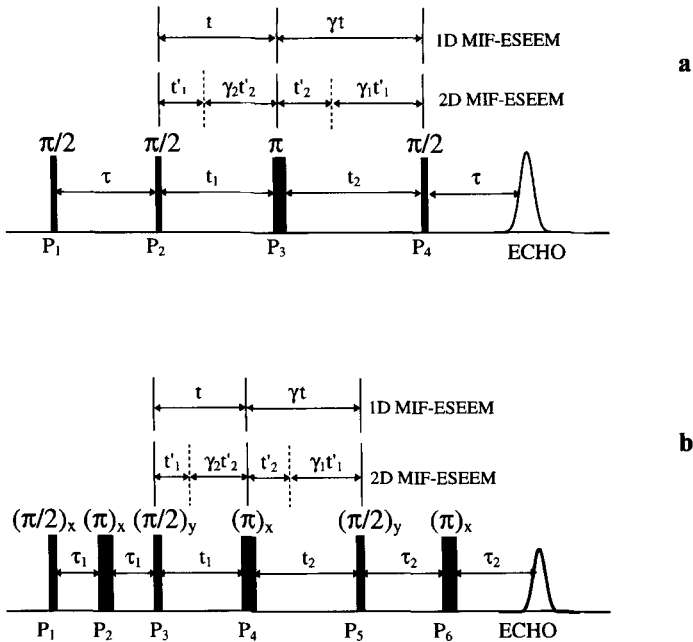 t γt 1D MIF-ESEEM
a
t'₁ γ₂t'₂ t'₂ γ₁t'₁ 2D MIF-ESEEM
π/2 π/2 π π/2
τ t₁ t₂ τ
P₁ P₂ P₃ P₄ ECHO
t γt 1D MIF-ESEEM
b
t'₁ γ₂t'₂ t'₂ γ₁t'₁ 2D MIF-ESEEM
(π/2)ₓ (π)ₓ (π/2)y (π)ₓ (π/2)y (π)ₓ
τ₁ τ₁ t₁ t₂ τ₂ τ₂
P₁ P₂ P₃ P₄ P₅ P₆ ECHO